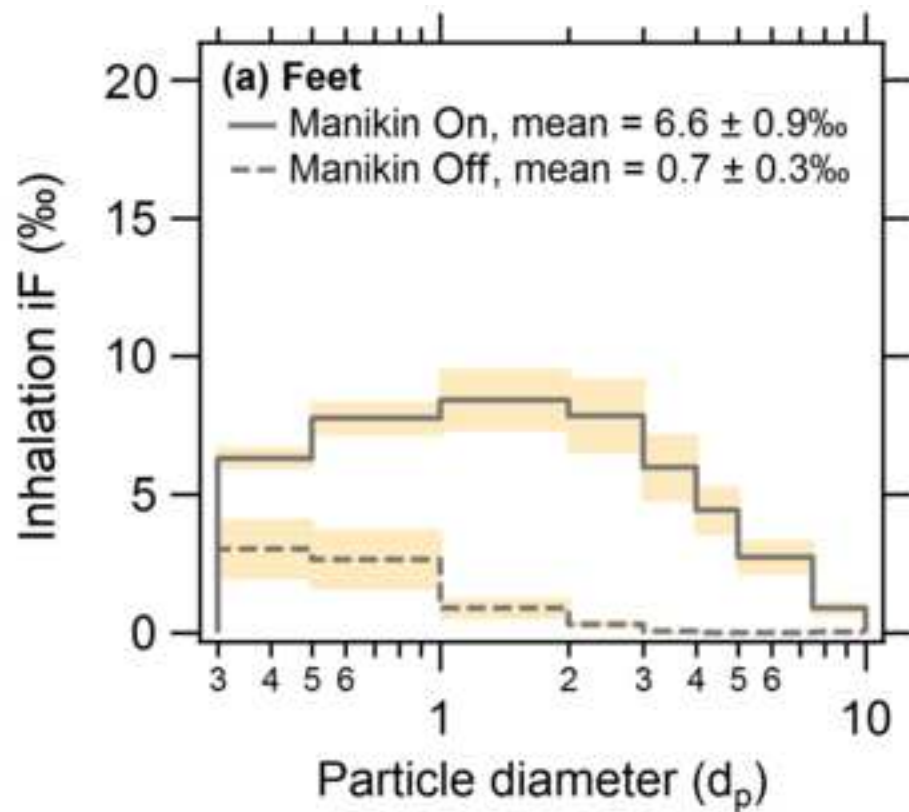 (a) Feet
Manikin On, mean = 6.6 ± 0.9‰
Manikin Off, mean = 0.7 ± 0.3‰
20
15
10
5
0
Inhalation iF (‰)
3 4 5 6 2 3 4 5 6
1 10
Particle diameter (dp)